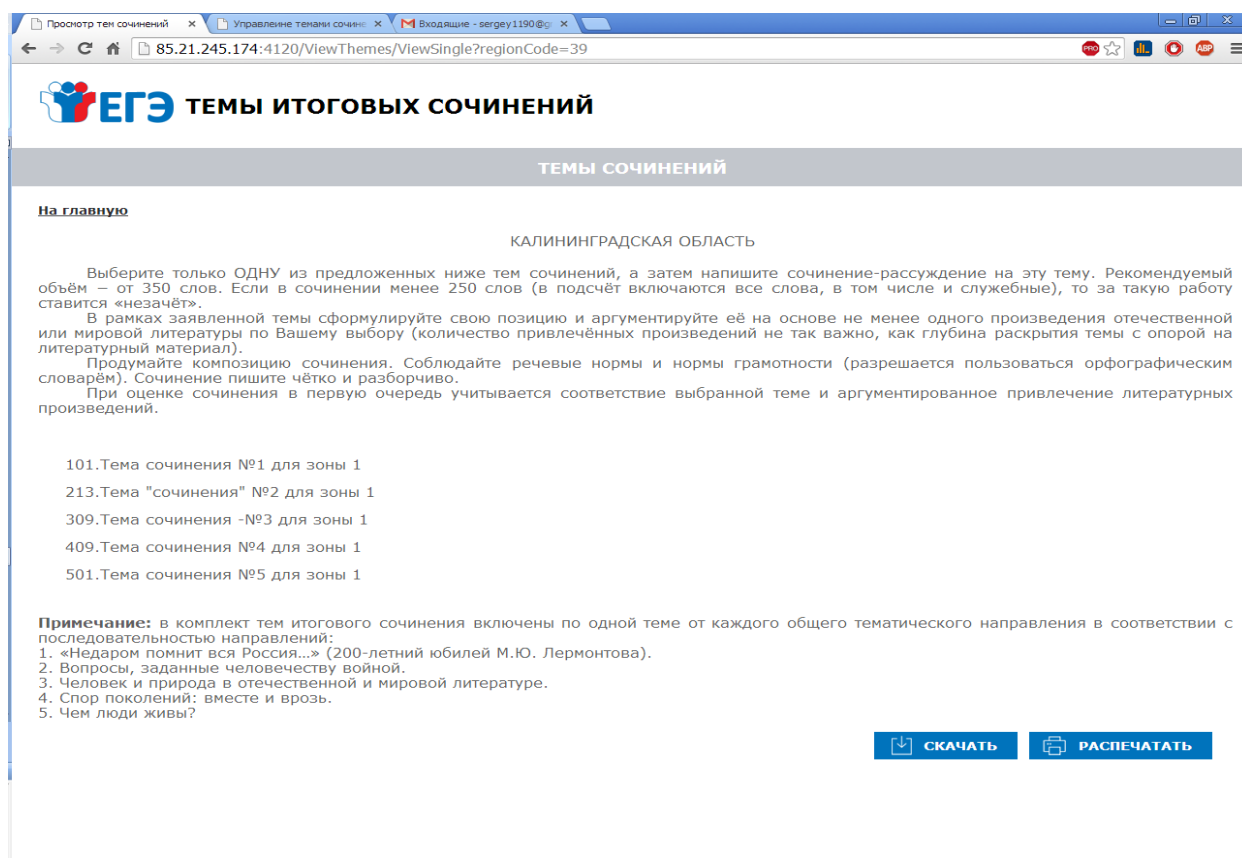 Просмотр тем сочинений
Управление темами сочине
Входящие - sergey1190@g
85.21.245.174:4120/ViewThemes/ViewSingle?regionCode=39
PRO
ABP
ЕГЭ ТЕМЫ ИТОГОВЫХ СОЧИНЕНИЙ
ТЕМЫ СОЧИНЕНИЙ
На главную
КАЛИНИНГРАДСКАЯ ОБЛАСТЬ
Выберите только ОДНУ из предложенных ниже тем сочинений, а затем напишите сочинение-рассуждение на эту тему. Рекомендуемый
объём – от 350 слов. Если в сочинении менее 250 слов (в подсчёт включаются все слова, в том числе и служебные), то за такую работу
ставится «незачёт».
В рамках заявленной темы сформулируйте свою позицию и аргументируйте её на основе не менее одного произведения отечественной
или мировой литературы по Вашему выбору (количество привлечённых произведений не так важно, как глубина раскрытия темы с опорой на
литературный материал).
Продумайте композицию сочинения. Соблюдайте речевые нормы и нормы грамотности (разрешается пользоваться орфографическим
словарём). Сочинение пишите чётко и разборчиво.
При оценке сочинения в первую очередь учитывается соответствие выбранной теме и аргументированное привлечение литературных
произведений.
101.Тема сочинения №1 для зоны 1
213.Тема "сочинения" №2 для зоны 1
309.Тема сочинения -№3 для зоны 1
409.Тема сочинения №4 для зоны 1
501.Тема сочинения №5 для зоны 1
Примечание: в комплект тем итогового сочинения включены по одной теме от каждого общего тематического направления в соответствии с
последовательностью направлений:
1. «Недаром помнит вся Россия…» (200-летний юбилей М.Ю. Лермонтова).
2. Вопросы, заданные человечеству войной.
3. Человек и природа в отечественной и мировой литературе.
4. Спор поколений: вместе и врозь.
5. Чем люди живы?
СКАЧАТЬ
РАСПЕЧАТАТЬ